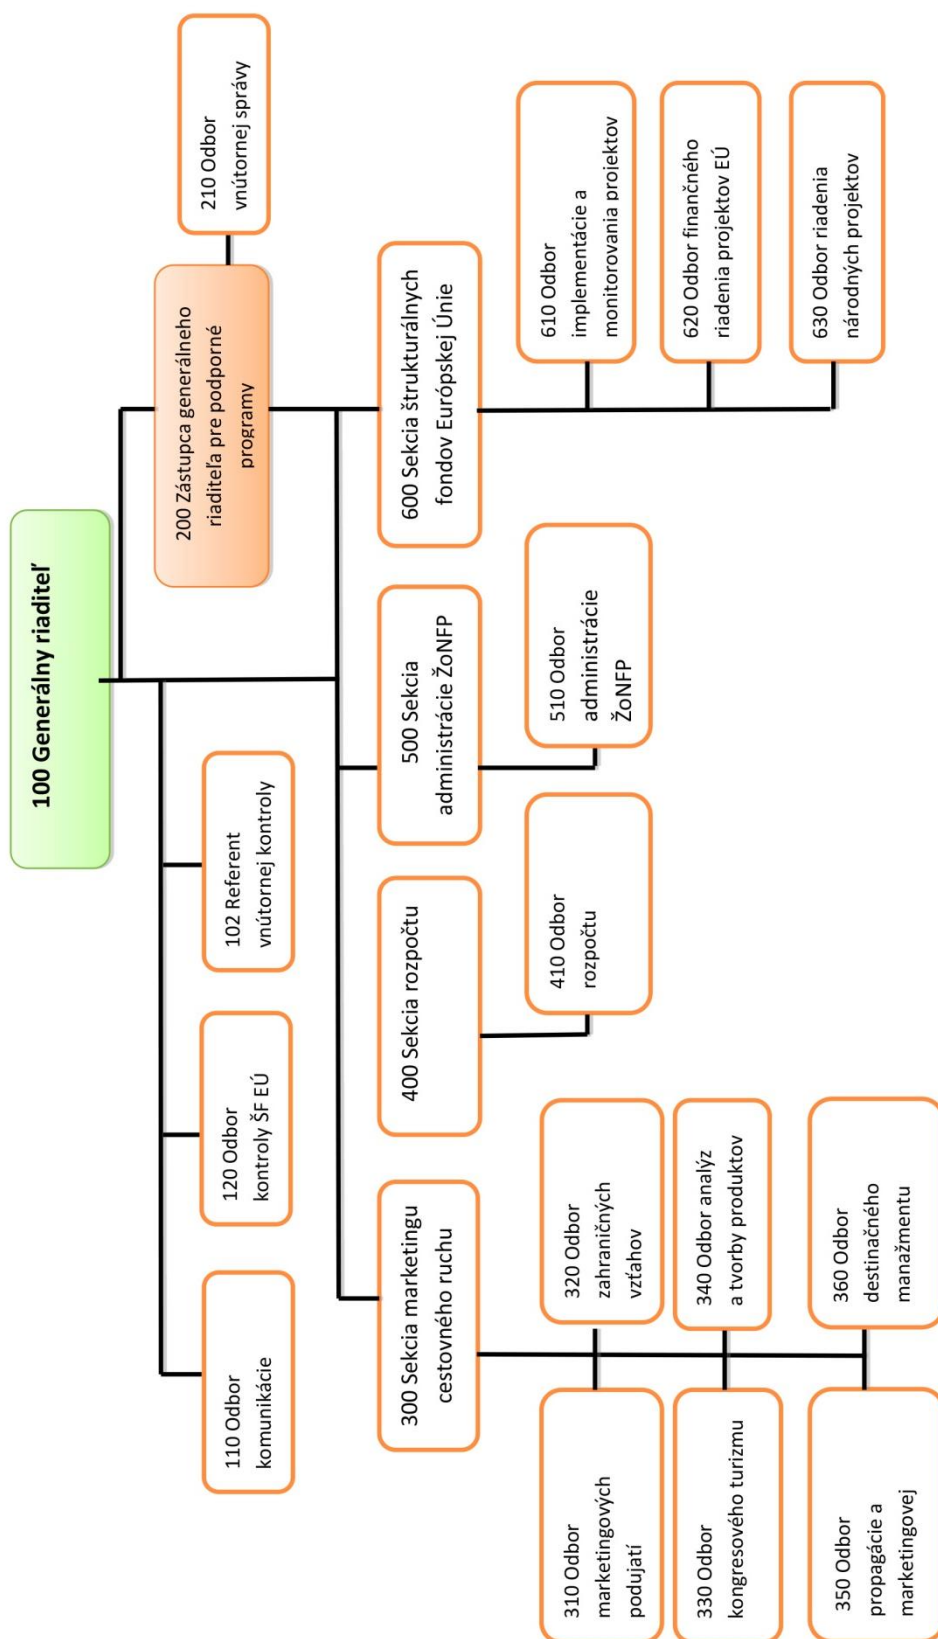 100 Generálny riaditeľ
200 Zástupca generálneho
riaditeľa pre podporné
programy
210 Odbor
vnútornej správy
110 Odbor
komunikácie
120 Odbor
kontroly ŠF EÚ
102 Referent
vnútornej kontroly
300 Sekcia marketingu
cestovného ruchu
400 Sekcia rozpočtu
500 Sekcia
administrácie ŽoNFP
600 Sekcia štrukturálnych
fondov Európskej Únie
310 Odbor
marketingových
podujatí
320 Odbor
zahraničných
vzťahov
330 Odbor
kongresového turizmu
340 Odbor analýz
a tvorby produktov
350 Odbor
propagácie a
marketingovej
360 Odbor
destinačného
manažmentu
410 Odbor
rozpočtu
510 Odbor
administrácie
ŽoNFP
610 Odbor
implementácie a
monitorovania projektov
620 Odbor finančného
riadenia projektov EÚ
630 Odbor riadenia
národných projektov